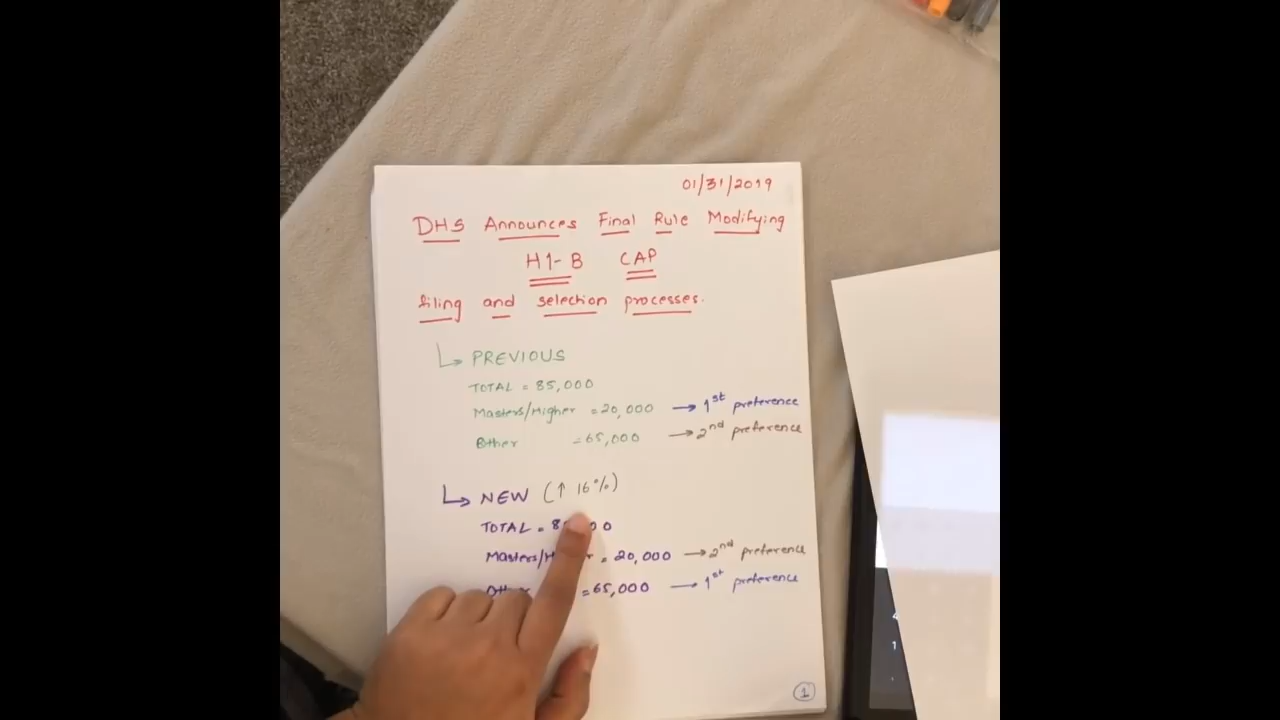 01/31/2019
DHS Announces Final Rule Modifying
H1-B CAP
filing and selection processes.
↳ PREVIOUS
TOTAL = 85,000
Masters/Higher = 20,000 → 1st preference
Other = 65,000 → 2nd preference
↳ NEW (↑ 16%)
TOTAL =
Masters/ = 20,000 → 2nd preference
= 65,000 → 1st preference
1